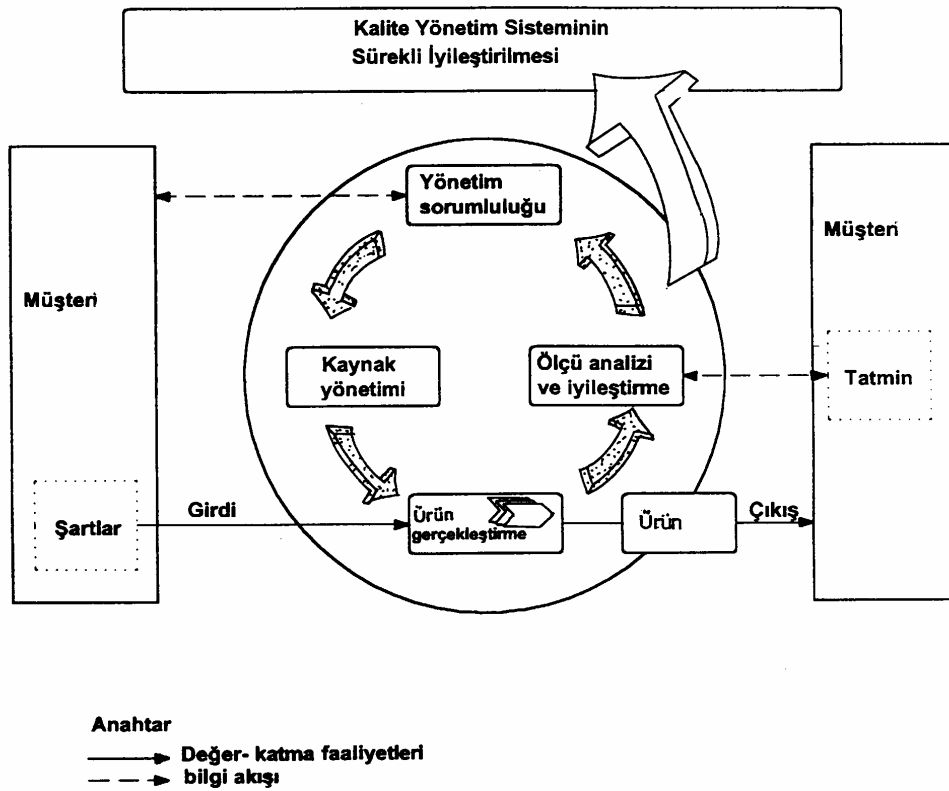 Kalite Yönetim Sisteminin
Sürekli İyileştirilmesi
Yönetim
sorumluluğu
Müşteri
Müşteri
Kaynak
yönetimi
Ölçü analizi
ve iyileştirme
Tatmin
Şartlar
Girdi
Ürün
gerçekleştirme
Ürün
Çıkış
Anahtar
Değer- katma faaliyetleri
bilgi akışı